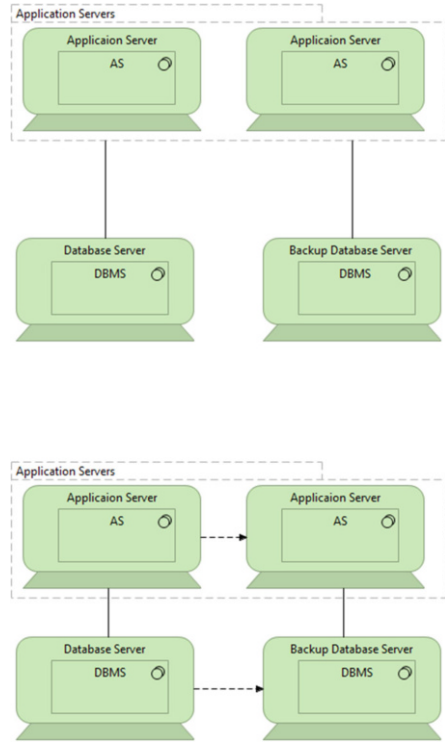 Application Servers
Applicaion Server
Applicaion Server
AS
AS
Database Server
Backup Database Server
DBMS
DBMS
Application Servers
Applicaion Server
Applicaion Server
AS
AS
Database Server
Backup Database Server
DBMS
DBMS